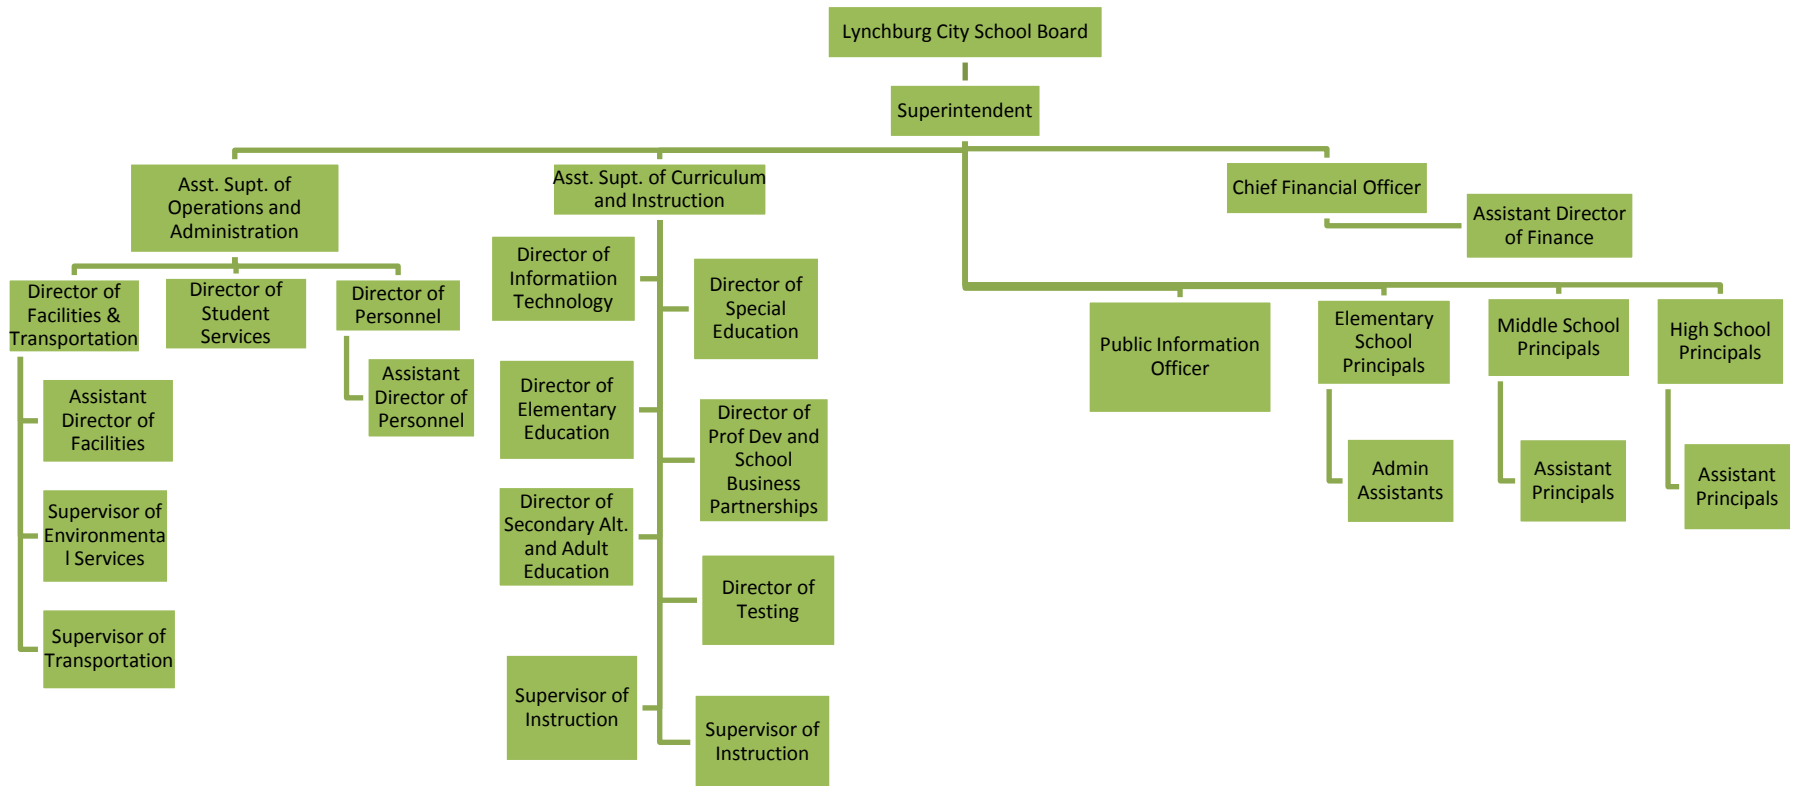 Lynchburg City School Board
Superintendent
Asst. Supt. of
Operations and
Administration
Asst. Supt. of Curriculum
and Instruction
Chief Financial Officer
Assistant Director
of Finance
Director of
Facilities &
Transportation
Director of
Student
Services
Director of
Personnel
Assistant
Director of
Facilities
Supervisor of
Environmenta
l Services
Supervisor of
Transportation
Assistant
Director of
Personnel
Director of
Informatiion
Technology
Director of
Special
Education
Director of
Elementary
Education
Director of
Prof Dev and
School
Business
Partnerships
Director of
Secondary Alt.
and Adult
Education
Director of
Testing
Supervisor of
Instruction
Supervisor of
Instruction
Public Information
Officer
Elementary
School
Principals
Middle School
Principals
High School
Principals
Admin
Assistants
Assistant
Principals
Assistant
Principals